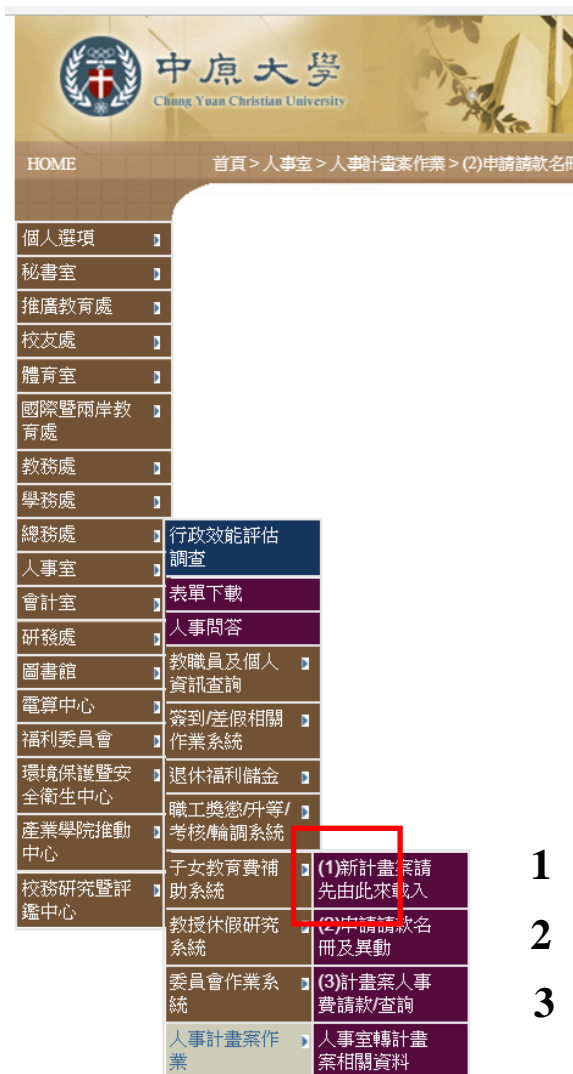 中原大學
Chung Yuan Christian University
HOME
首頁 > 人事室 > 人事計畫案作業 > (2)申請請款名冊
個人選項
秘書室
推廣教育處
校友處
體育室
國際暨兩岸教
育處
教務處
學務處
總務處
人事室
會計室
研發處
圖書館
電算中心
福利委員會
環境保護暨安
全衛生中心
產業學院推動
中心
校務研究暨評
鑑中心
行政效能評估
調查
表單下載
人事問答
教職員及個人
資訊查詢
簽到/差假相關
作業系統
退休福利儲金
職工獎懲/升等/
考核/輪調系統
子女教育費補
助系統
教授休假研究
系統
委員會作業系
統
人事計畫案作
業
(1)新計畫案請
先由此來載入
(2)申請請款名
冊及異動
(3)計畫案人事
費請款/查詢
人事室轉計畫
案相關資料
1
2
3